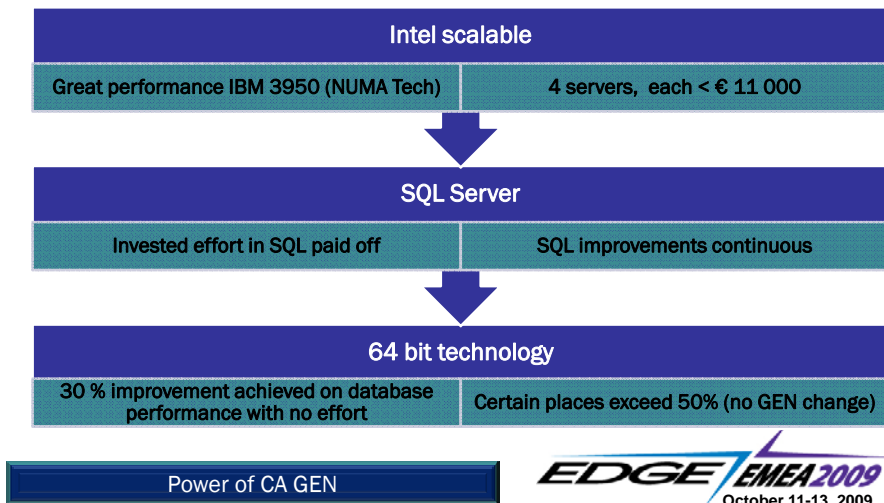 Intel scalable
Great performance IBM 3950 (NUMA Tech)
4 servers, each < € 11 000
SQL Server
Invested effort in SQL paid off
SQL improvements continuous
64 bit technology
30 % improvement achieved on database
performance with no effort
Certain places exceed 50% (no GEN change)
Power of CA GEN
EDGE EMEA2009
October 11-13, 2009